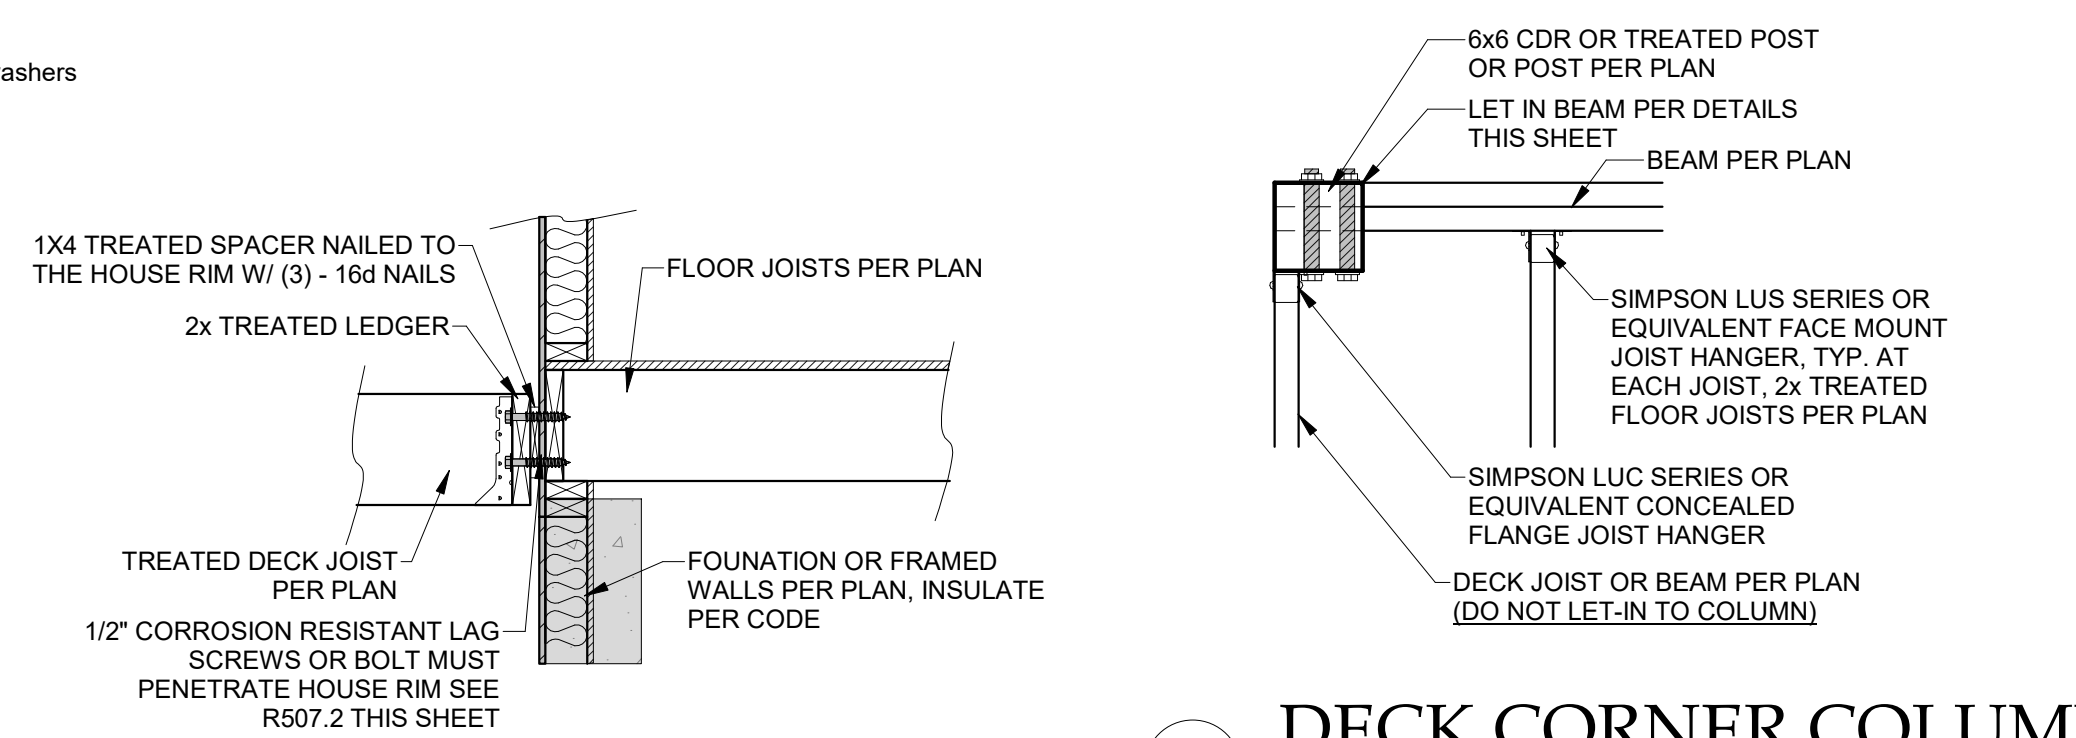 ashers
1X4 TREATED SPACER NAILED TO
THE HOUSE RIM W/ (3) - 16d NAILS
2x TREATED LEDGER
FLOOR JOISTS PER PLAN
TREATED DECK JOIST
PER PLAN
1/2" CORROSION RESISTANT LAG
SCREWS OR BOLT MUST
PENETRATE HOUSE RIM SEE
R507.2 THIS SHEET
FOUNATION OR FRAMED
WALLS PER PLAN, INSULATE
PER CODE
6x6 CDR OR TREATED POST
OR POST PER PLAN
LET IN BEAM PER DETAILS
THIS SHEET
BEAM PER PLAN
SIMPSON LUS SERIES OR
EQUIVALENT FACE MOUNT
JOIST HANGER, TYP. AT
EACH JOIST, 2x TREATED
FLOOR JOISTS PER PLAN
SIMPSON LUC SERIES OR
EQUIVALENT CONCEALED
FLANGE JOIST HANGER
DECK JOIST OR BEAM PER PLAN
(DO NOT LET-IN TO COLUMN)
DECK CORNER COLUM